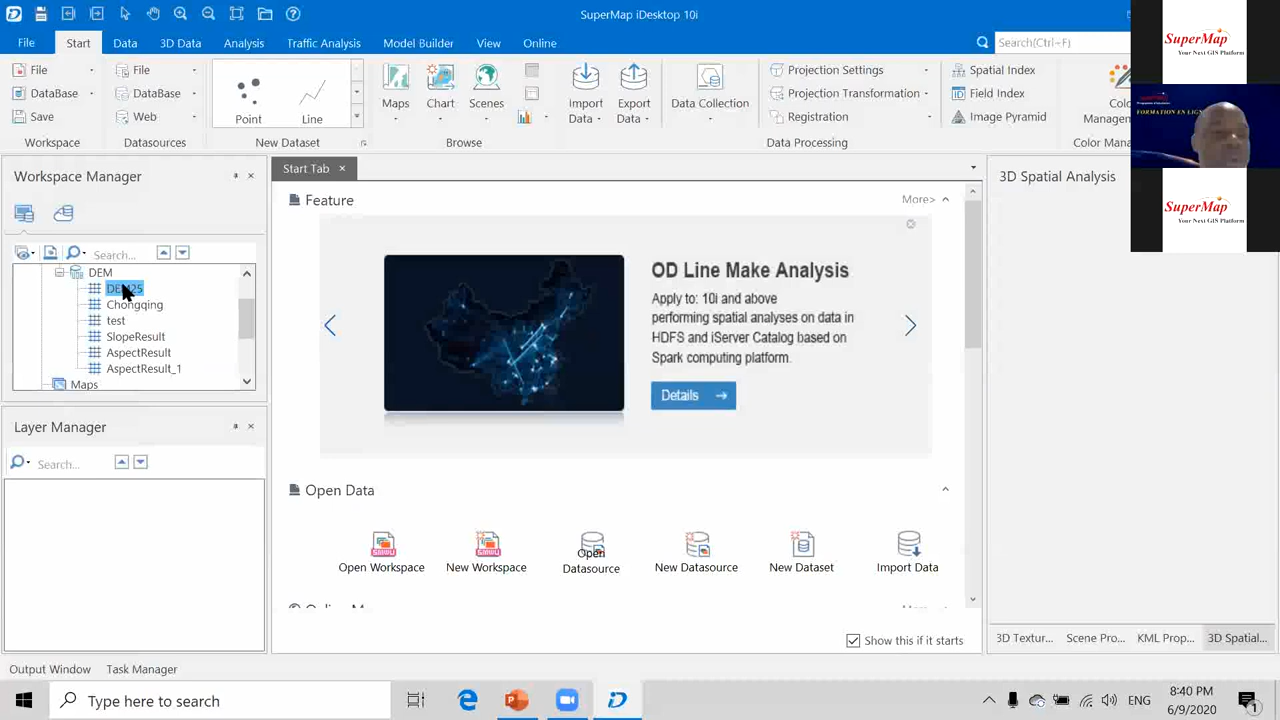 SuperMap iDesktop 10i
File
Start
Data
3D Data
Analysis
Traffic Analysis
Model Builder
View
Online
Search(Ctrl+F)
File
DataBase
Save
Workspace
File
DataBase
Web
Datasources
Point
Line
New Dataset
Maps
Chart
Scenes
Browse
Import
Data
Export
Data
Data Collection
Projection Settings
Projection Transformation
Registration
Data Processing
Spatial Index
Field Index
Image Pyramid
Color Mana
SuperMap
Your Next GIS Platform
FORMATION EN LIGN
SuperMap
Your Next GIS Platform
Workspace Manager
Search...
DEM
Chongqing
test
SlopeResult
AspectResult
AspectResult_1
Maps
Layer Manager
Search...
Start Tab
Feature
More>
OD Line Make Analysis
Apply to: 10i and above
performing spatial analyses on data in
HDFS and iServer Catalog based on
Spark computing platform.
Details
Open Data
Open Workspace
New Workspace
Open
Datasource
New Datasource
New Dataset
Import Data
Show this if it starts
3D Spatial Analysis
3D Textur...
Scene Pro...
KML Prop...
3D Spatial...
Output Window
Task Manager
Type here to search
ENG
8:40 PM
6/9/2020
1